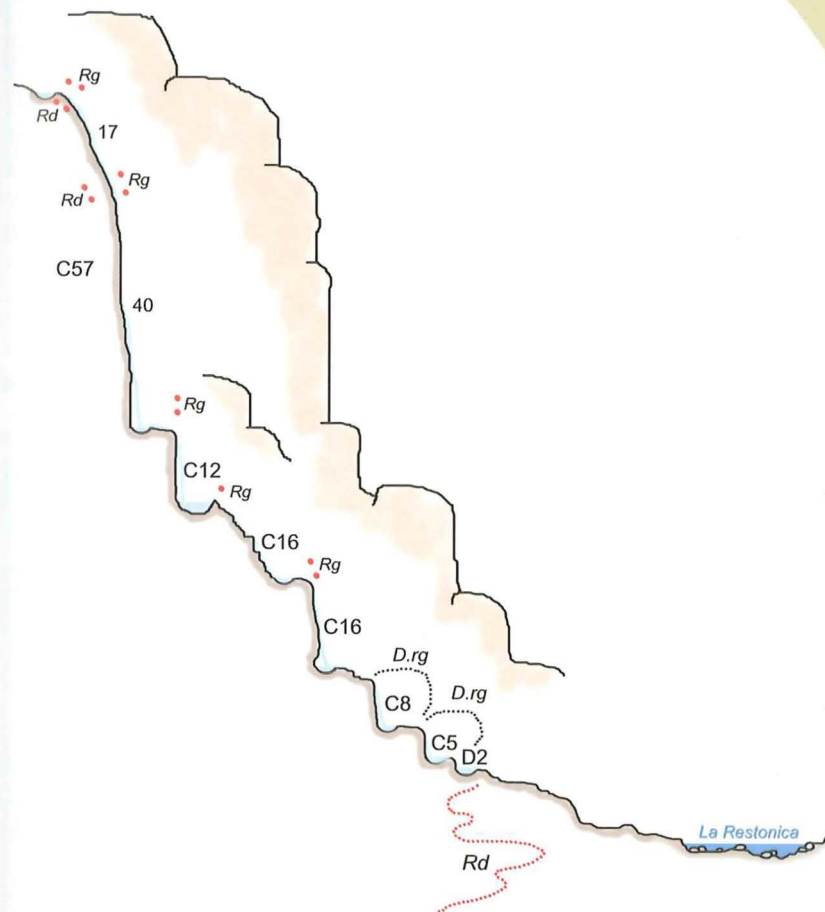 Rg
Rd
17
Rg
Rd
C57
40
Rg
C12
Rg
C16
Rg
C16
D.rg
C8
D.rg
C5
D2
La Restonica
Rd